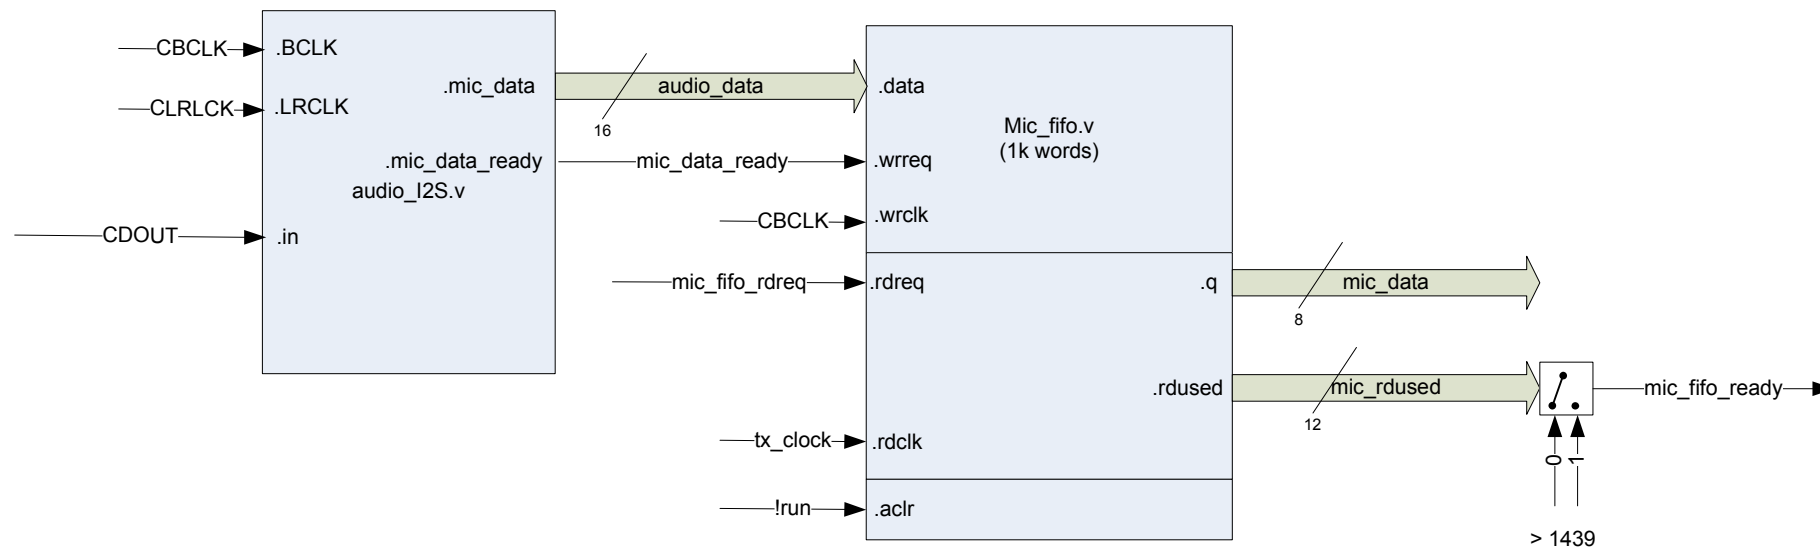 CBCLK
.BCLK
CLRLCK
.LRCLK
CDOUT
.in
.mic_data
.mic_data_ready
audio_I2S.v
audio_data
16
mic_data_ready
CBCLK
mic_fifo_rdreq
tx_clock
!run
.data
Mic_fifo.v
(1k words)
.wrreq
.wrclk
.rdreq
.q
.rdused
.rdclk
.aclr
mic_data
8
mic_rdused
12
mic_fifo_ready
0
1
> 1439